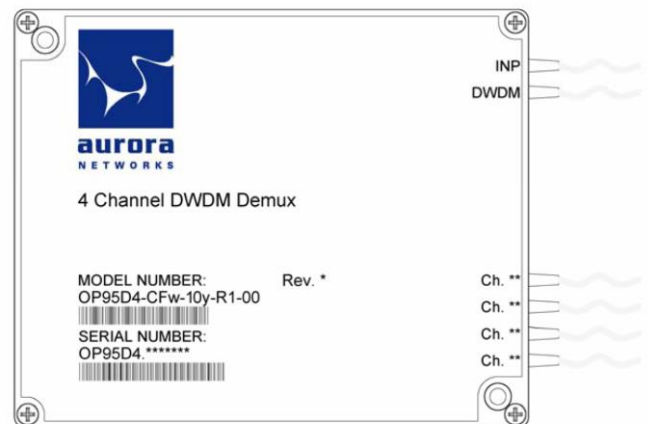 INP
DWDM
aurora
NETWORKS
4 Channel DWDM Demux
MODEL NUMBER: Rev. *
OP95D4-CFw-10y-R1-00
SERIAL NUMBER:
OP95D4.*******
Ch. **
Ch. **
Ch. **
Ch. **